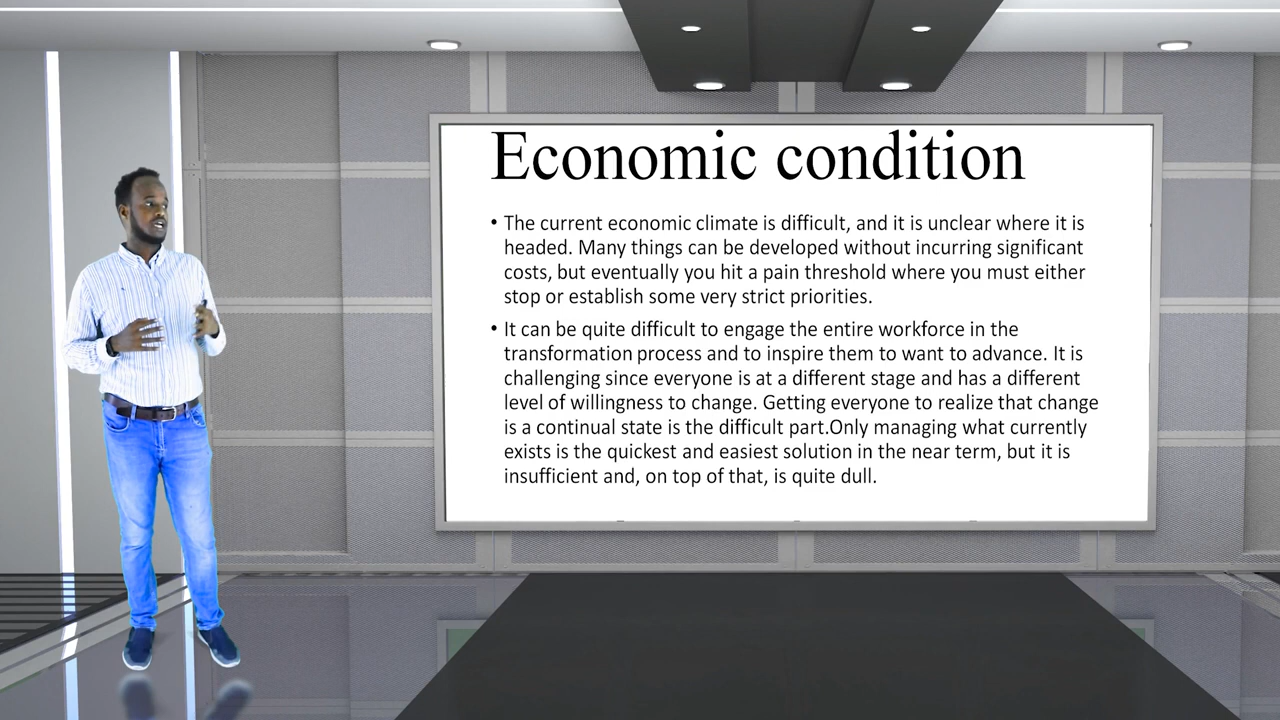 Economic condition
• The current economic climate is difficult, and it is unclear where it is
headed. Many things can be developed without incurring significant
costs, but eventually you hit a pain threshold where you must either
stop or establish some very strict priorities.
• It can be quite difficult to engage the entire workforce in the
transformation process and to inspire them to want to advance. It is
challenging since everyone is at a different stage and has a different
level of willingness to change. Getting everyone to realize that change
is a continual state is the difficult part.Only managing what currently
exists is the quickest and easiest solution in the near term, but it is
insufficient and, on top of that, is quite dull.